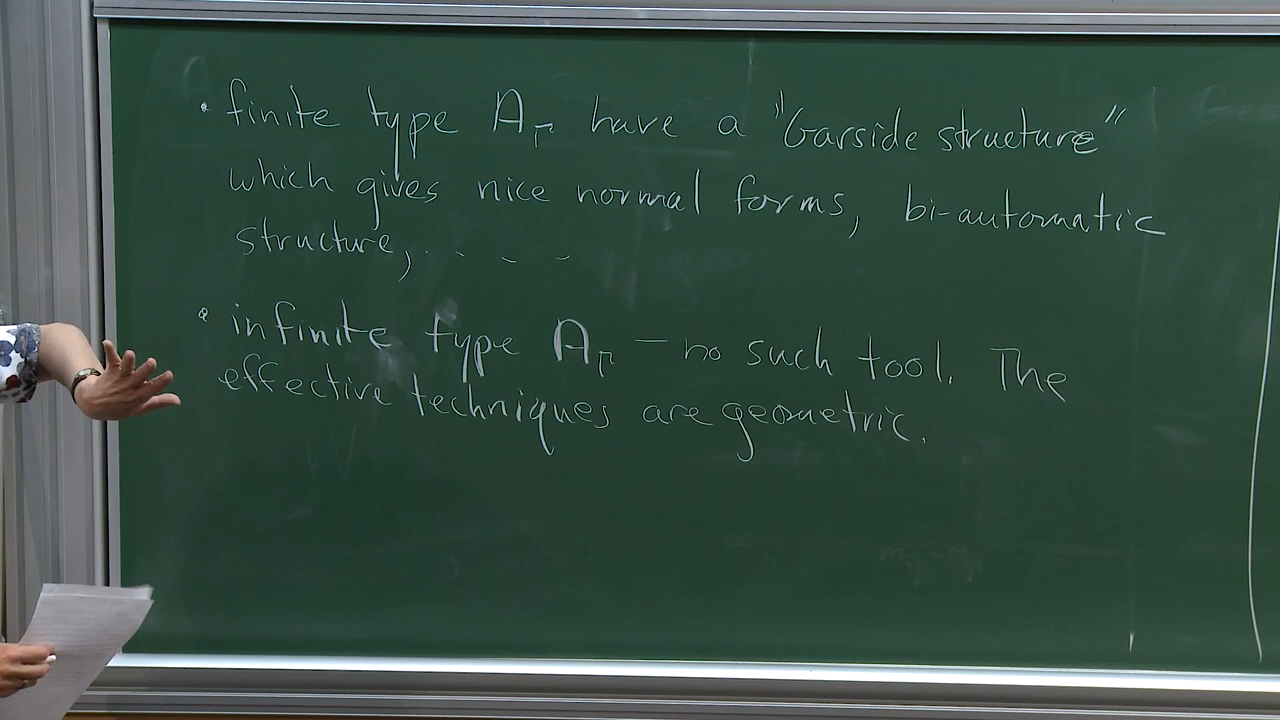 • finite type A_Γ have a "Garside structure"
which gives nice normal forms, bi-automatic
structure, . . . .
• infinite type A_Γ – no such tool. The
effective techniques are geometric.